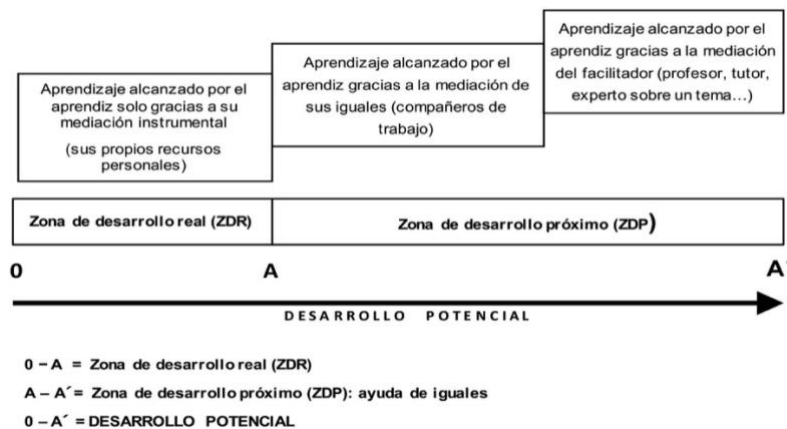 Aprendizaje alcanzado por el
aprendiz solo gracias a su
mediación instrumental
(sus propios recursos
personales)
Aprendizaje alcanzado por el
aprendiz gracias a la mediación de
sus iguales (compañeros de
trabajo)
Aprendizaje alcanzado por el
aprendiz gracias a la mediación
del facilitador (profesor, tutor,
experto sobre un tema...)
Zona de desarrollo real (ZDR)
Zona de desarrollo próximo (ZDP)
0
A
A´
DESARROLLO POTENCIAL
0 – A = Zona de desarrollo real (ZDR)
A – A´= Zona de desarrollo próximo (ZDP): ayuda de iguales
0 – A´ = DESARROLLO POTENCIAL